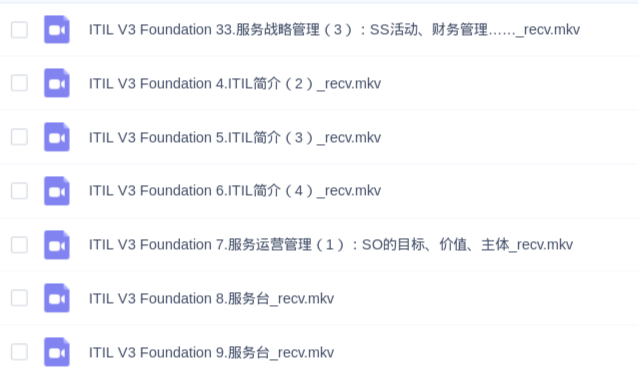 ITIL V3 Foundation 33.服务战略管理（3）：SS活动、财务管理……_recv.mkv
ITIL V3 Foundation 4.ITIL简介（2）_recv.mkv
ITIL V3 Foundation 5.ITIL简介（3）_recv.mkv
ITIL V3 Foundation 6.ITIL简介（4）_recv.mkv
ITIL V3 Foundation 7.服务运营管理（1）：SO的目标、价值、主体_recv.mkv
ITIL V3 Foundation 8.服务台_recv.mkv
ITIL V3 Foundation 9.服务台_recv.mkv